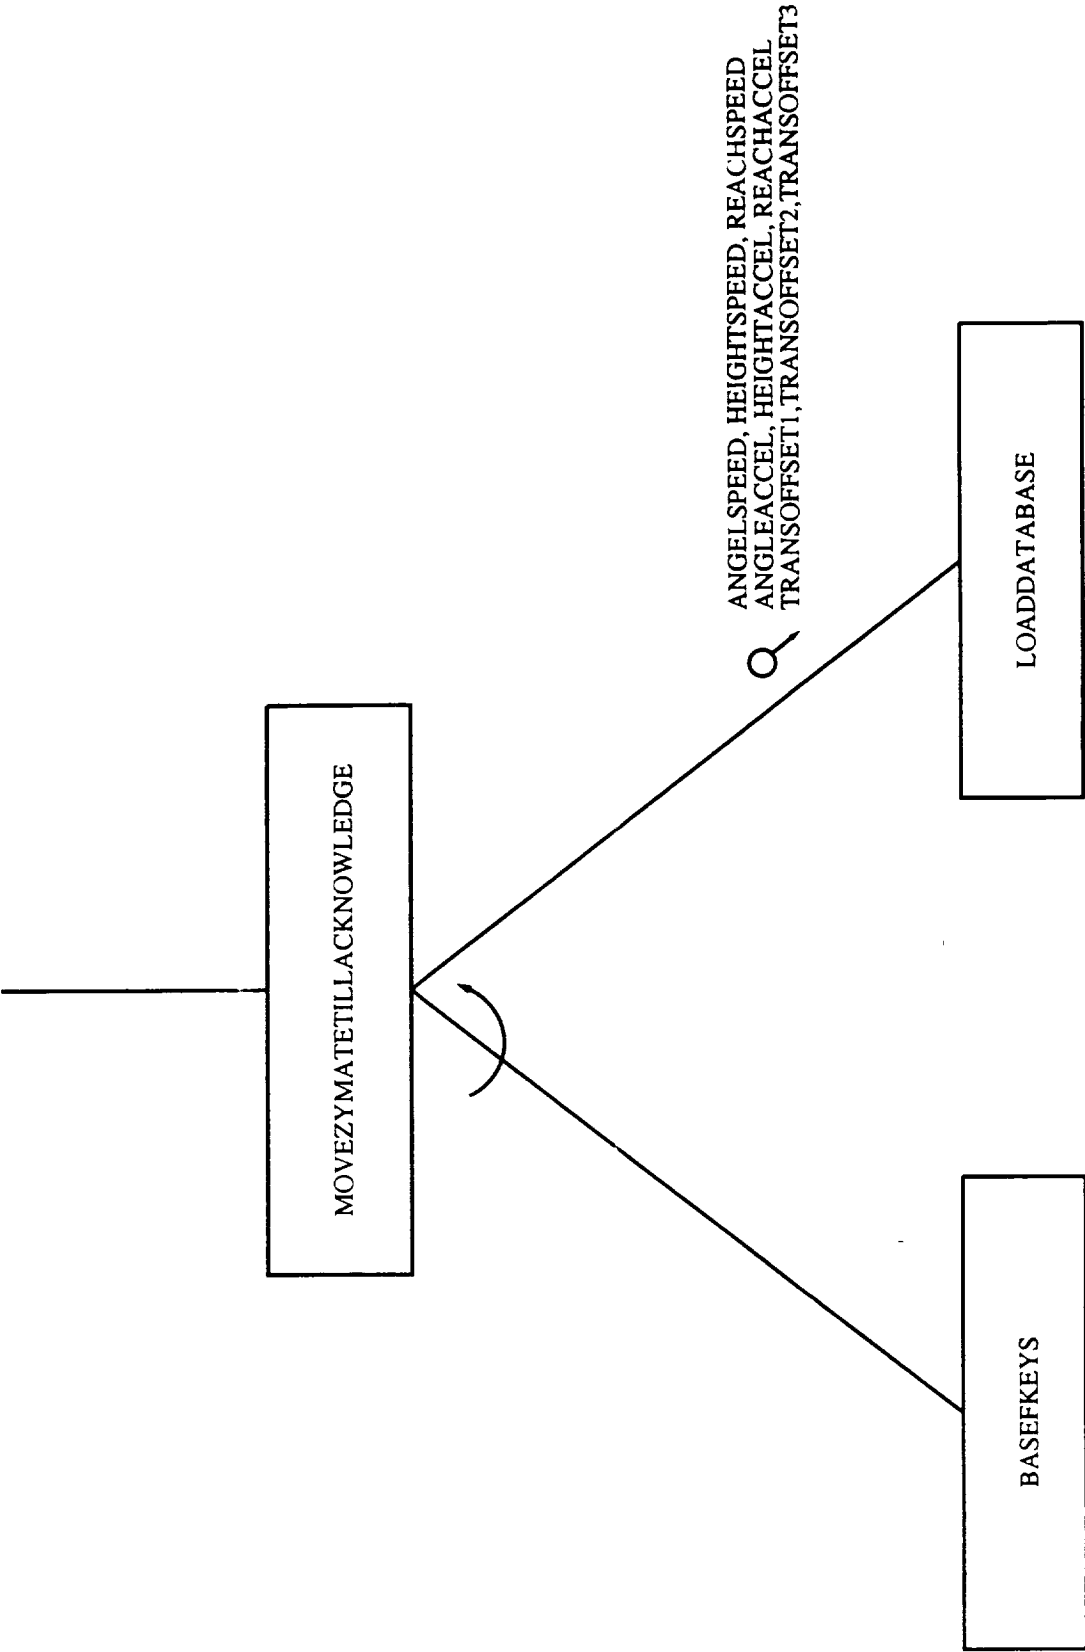 MOVEZYMATETILLACKNOWLEDGE
ANGELSPEED, HEIGHTSPEED, REACHSPEED
ANGLEACCEL, HEIGHTACCEL, REACHACCEL
TRANSOFFSET1,TRANSOFFSET2,TRANSOFFSET3
BASEFKEYS
LOADDATABASE